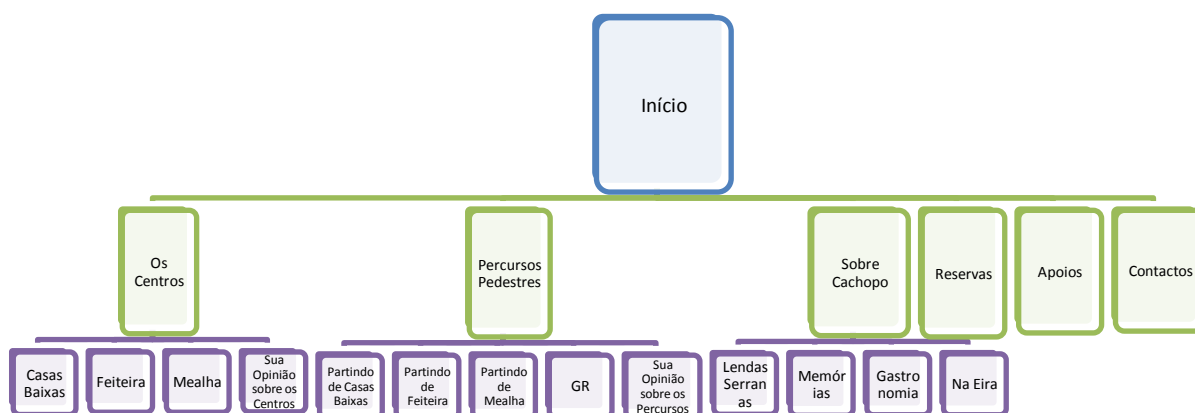 Início
Os
Centros
Percursos
Pedestres
Sobre
Cachopo
Reservas
Apoios
Contactos
Casas
Baixas
Feiteira
Mealha
Sua
Opinião
sobre os
Centros
Partindo
de Casas
Baixas
Partindo
de
Feiteira
Partindo
de
Mealha
GR
Sua
Opinião
sobre os
Percursos
Lendas
Serran
as
Memór
ias
Gastro
nomia
Na Eira